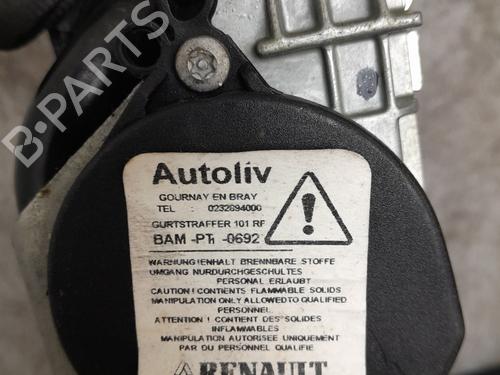 B-PARTS
Autoliv
GOURNAY EN BRAY
TEL : 0232694000
GURTSTRAFFER 101 RF
BAM -PTI -0692
WARNUNG!ENHALT BRENNBARE STOFFE
UMGANG NURDURCHGESCHULTES
PERSONAL ERLAUBT
CAUTION ! CONTENTS FLAMMABLE SOLIDS
MANIPULATION ONLY ALLOWED TO QUALIFIED
PERSONNEL
ATTENTION ! CONTIENT DES SOLIDES
INFLAMMABLES
MANIPULATION AUTORISEE UNIQUEMENT
PAR DU PERSONNEL QUALIFIE
RENAULT